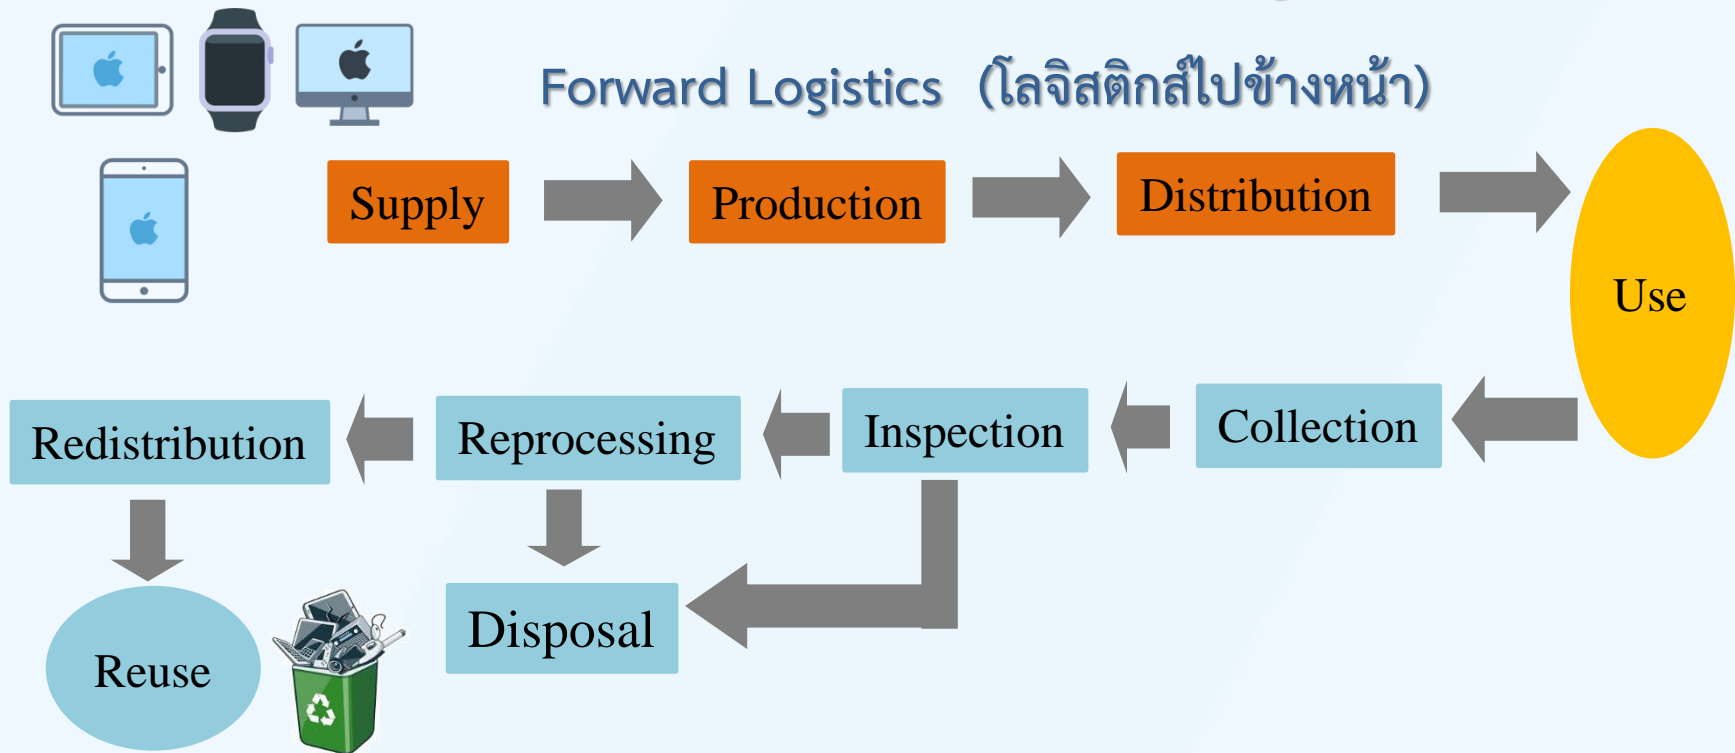 Forward Logistics (โลจิสติกส์ไปข้างหน้า)
Supply
Production
Distribution
Use
Redistribution
Reprocessing
Inspection
Collection
Disposal
Reuse